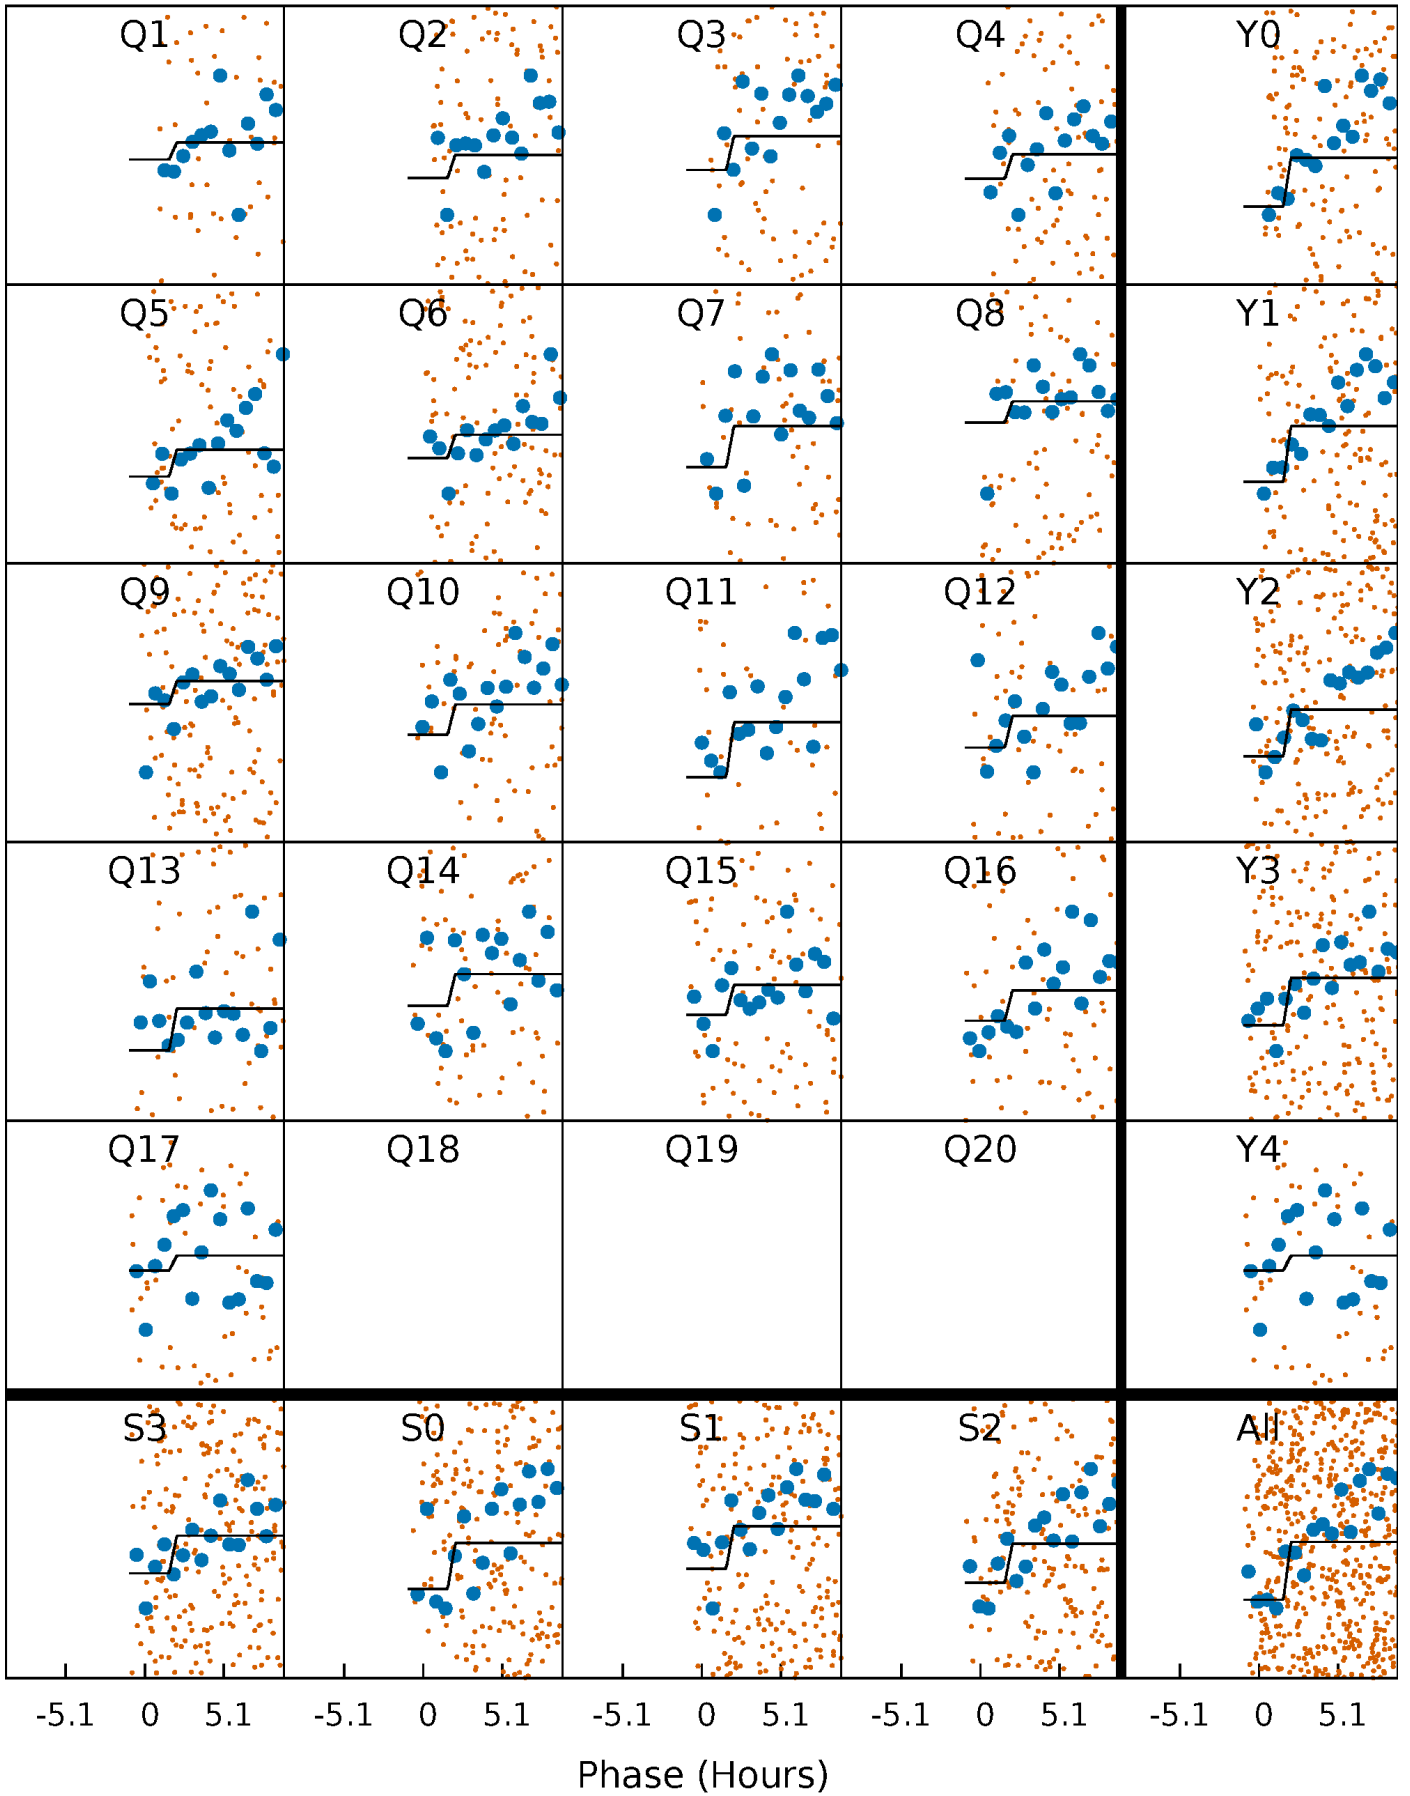 Q1 Q2 Q3 Q4 Y0
Q5 Q6 Q7 Q8 Y1
Q9 Q10 Q11 Q12 Y2
Q13 Q14 Q15 Q16 Y3
Q17 Q18 Q19 Q20 Y4
S3 S0 S1 S2 All
-5.1 0 5.1 -5.1 0 5.1 -5.1 0 5.1 -5.1 0 5.1 -5.1 0 5.1
Phase (Hours)